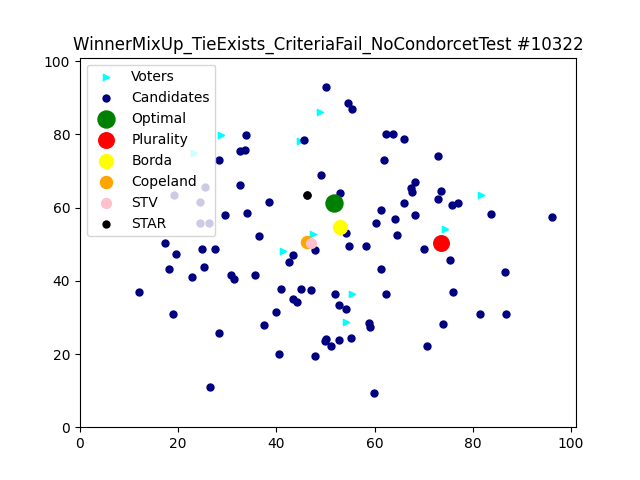 WinnerMixUp_TieExists_CriteriaFail_NoCondorcetTest #10322
100
80
60
40
20
0
Voters
Candidates
Optimal
Plurality
Borda
Copeland
STV
STAR
0 20 40 60 80 100